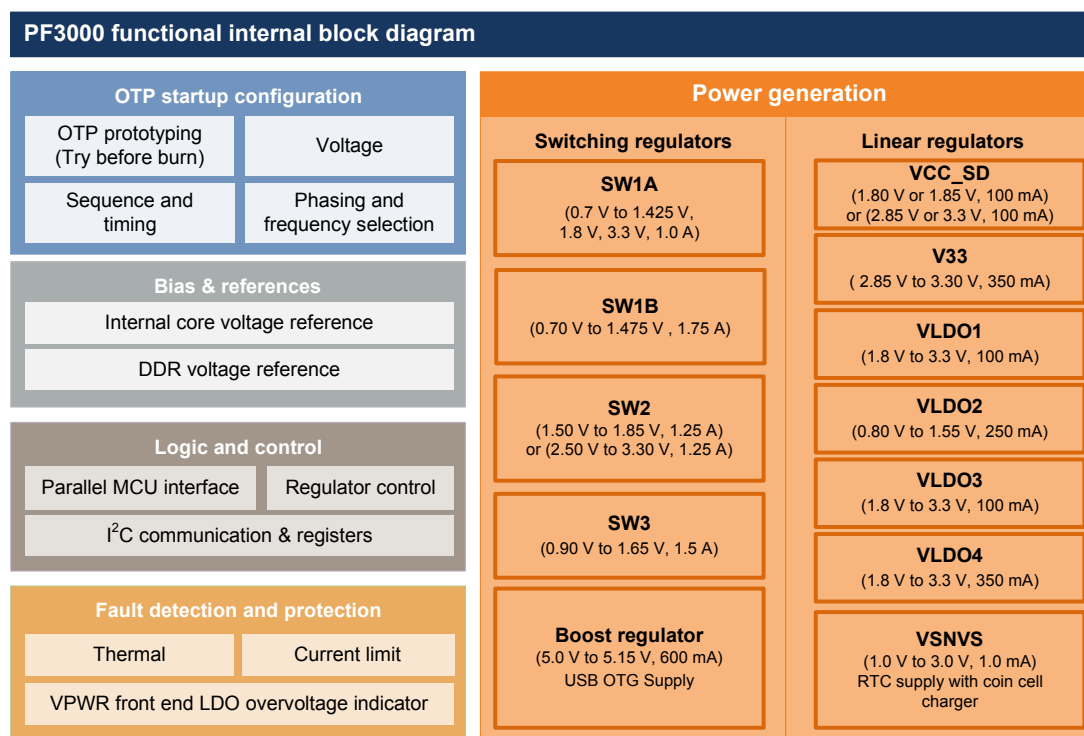 PF3000 functional internal block diagram
OTP startup configuration
OTP prototyping
(Try before burn)
Voltage
Sequence and
timing
Phasing and
frequency selection
Bias & references
Internal core voltage reference
DDR voltage reference
Logic and control
Parallel MCU interface
Regulator control
I²C communication & registers
Fault detection and protection
Thermal
Current limit
VPWR front end LDO overvoltage indicator
Power generation
Switching regulators
SW1A
(0.7 V to 1.425 V,
1.8 V, 3.3 V, 1.0 A)
SW1B
(0.70 V to 1.475 V , 1.75 A)
SW2
(1.50 V to 1.85 V, 1.25 A)
or (2.50 V to 3.30 V, 1.25 A)
SW3
(0.90 V to 1.65 V, 1.5 A)
Boost regulator
(5.0 V to 5.15 V, 600 mA)
USB OTG Supply
Linear regulators
VCC_SD
(1.80 V or 1.85 V, 100 mA)
or (2.85 V or 3.3 V, 100 mA)
V33
( 2.85 V to 3.30 V, 350 mA)
VLDO1
(1.8 V to 3.3 V, 100 mA)
VLDO2
(0.80 V to 1.55 V, 250 mA)
VLDO3
(1.8 V to 3.3 V, 100 mA)
VLDO4
(1.8 V to 3.3 V, 350 mA)
VSNVS
(1.0 V to 3.0 V, 1.0 mA)
RTC supply with coin cell
charger